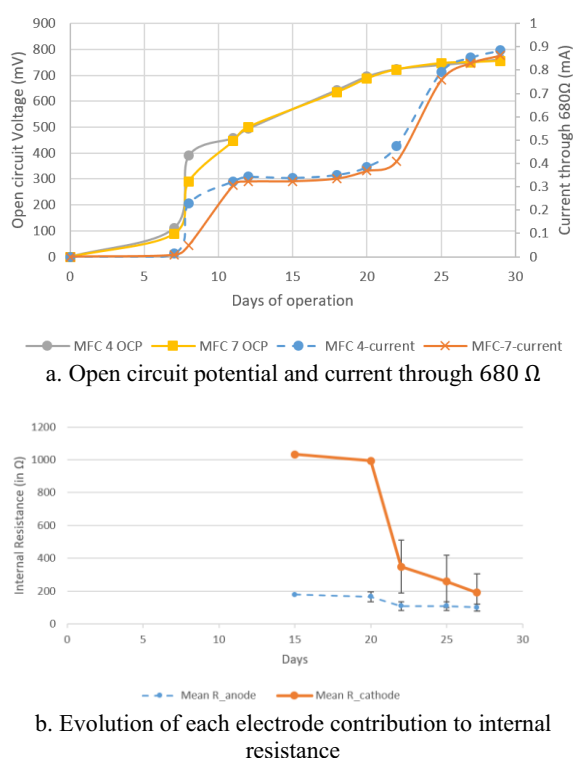 900
800
700
600
500
400
300
200
100
0
Open circuit Voltage (mV)
1
0.9
0.8
0.7
0.6
0.5
0.4
0.3
0.2
0.1
0
Current through 680Ω (mA)
0 5 10 15 20 25 30
Days of operation
MFC 4 OCP MFC 7 OCP MFC 4-current MFC-7-current
a. Open circuit potential and current through 680 Ω
1200
1000
800
600
400
200
0
Internal Resistance (in Ω)
0 5 10 15 20 25 30
Days
Mean R_anode Mean R_cathode
b. Evolution of each electrode contribution to internal
resistance